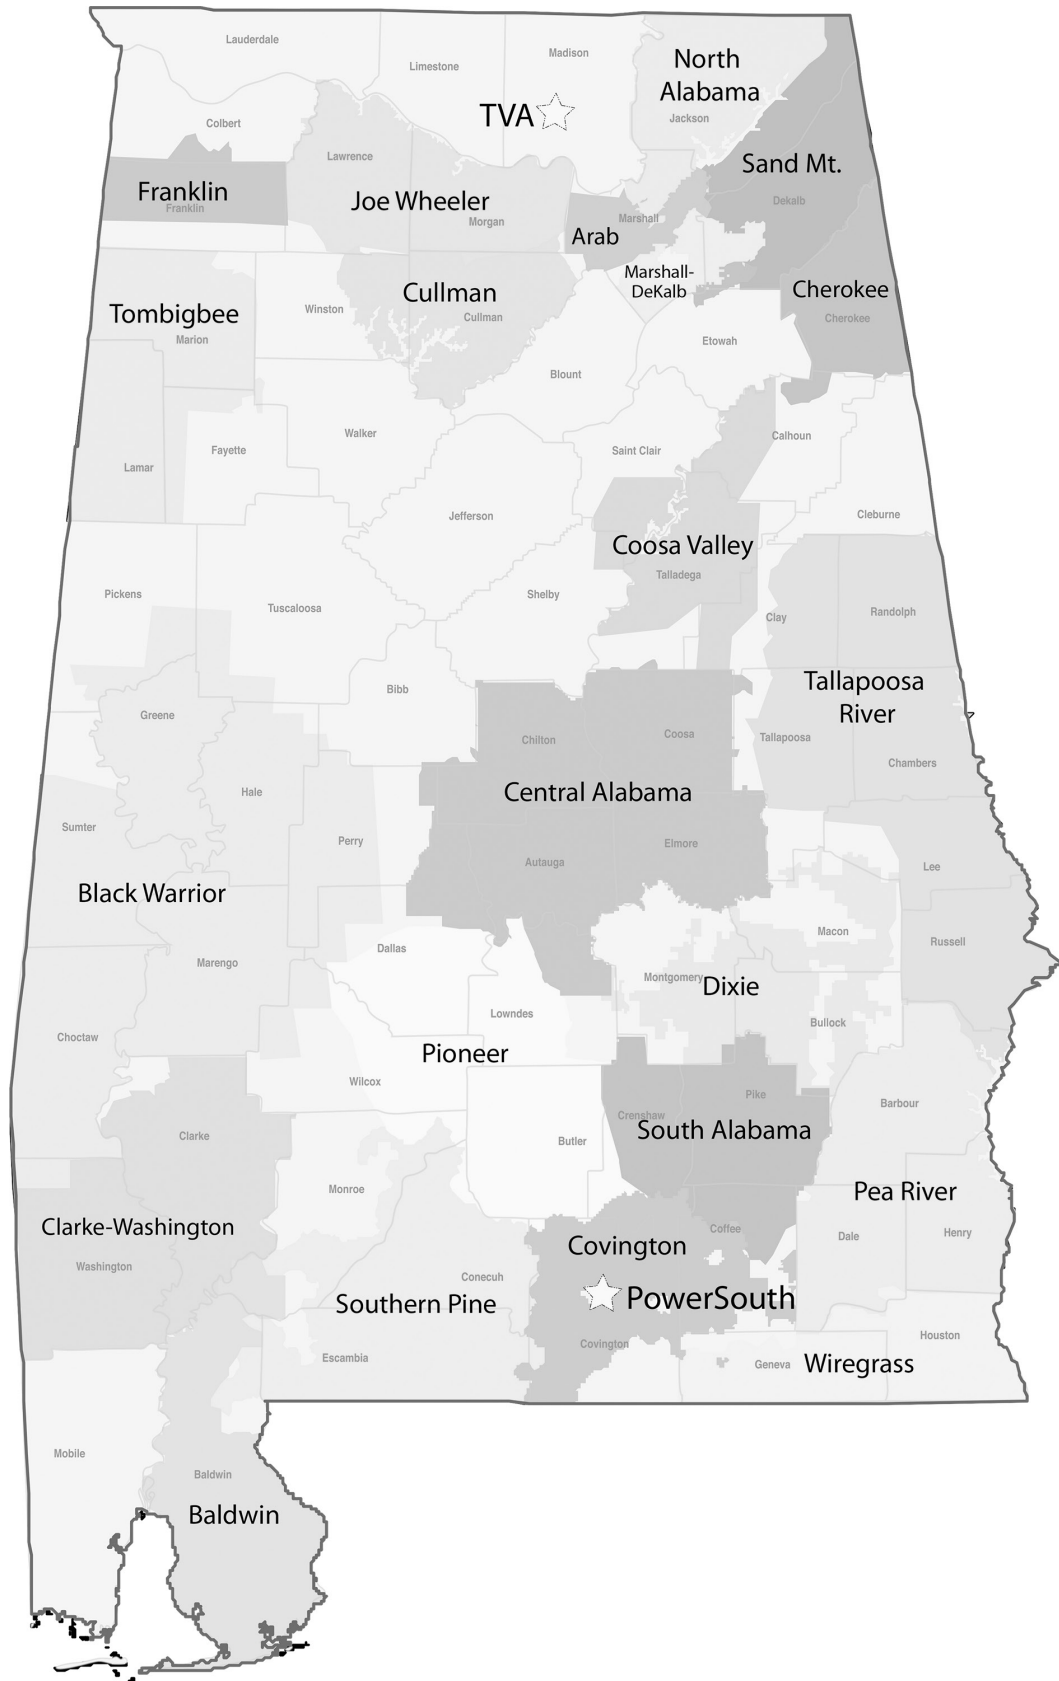 Lauderdale
Limestone
Madison
North
Alabama
Jackson
TVA
Colbert
Lawrence
Sand Mt.
Franklin
Franklin
Joe Wheeler
Morgan
Dekalb
Marshall
Arab
Marshall-
DeKalb
Cullman
Cullman
Cherokee
Cherokee
Winston
Tombigbee
Marion
Etowah
Blount
Walker
Calhoun
Fayette
Saint Clair
Lamar
Jefferson
Cleburne
Coosa Valley
Talladega
Pickens
Shelby
Tuscaloosa
Clay
Randolph
Bibb
Tallapoosa
River
Greene
Chilton
Coosa
Tallapoosa
Chambers
Hale
Central Alabama
Sumter
Perry
Autauga
Elmore
Lee
Black Warrior
Macon
Dallas
Russell
Marengo
Montgomery
Dixie
Lowndes
Bullock
Choctaw
Pioneer
Wilcox
Pike
Barbour
Crenshaw
South Alabama
Clarke
Butler
Monroe
Pea River
Clarke-Washington
Coffee
Dale
Henry
Covington
Washington
Conecuh
Southern Pine
PowerSouth
Covington
Houston
Escambia
Geneva
Wiregrass
Mobile
Baldwin
Baldwin